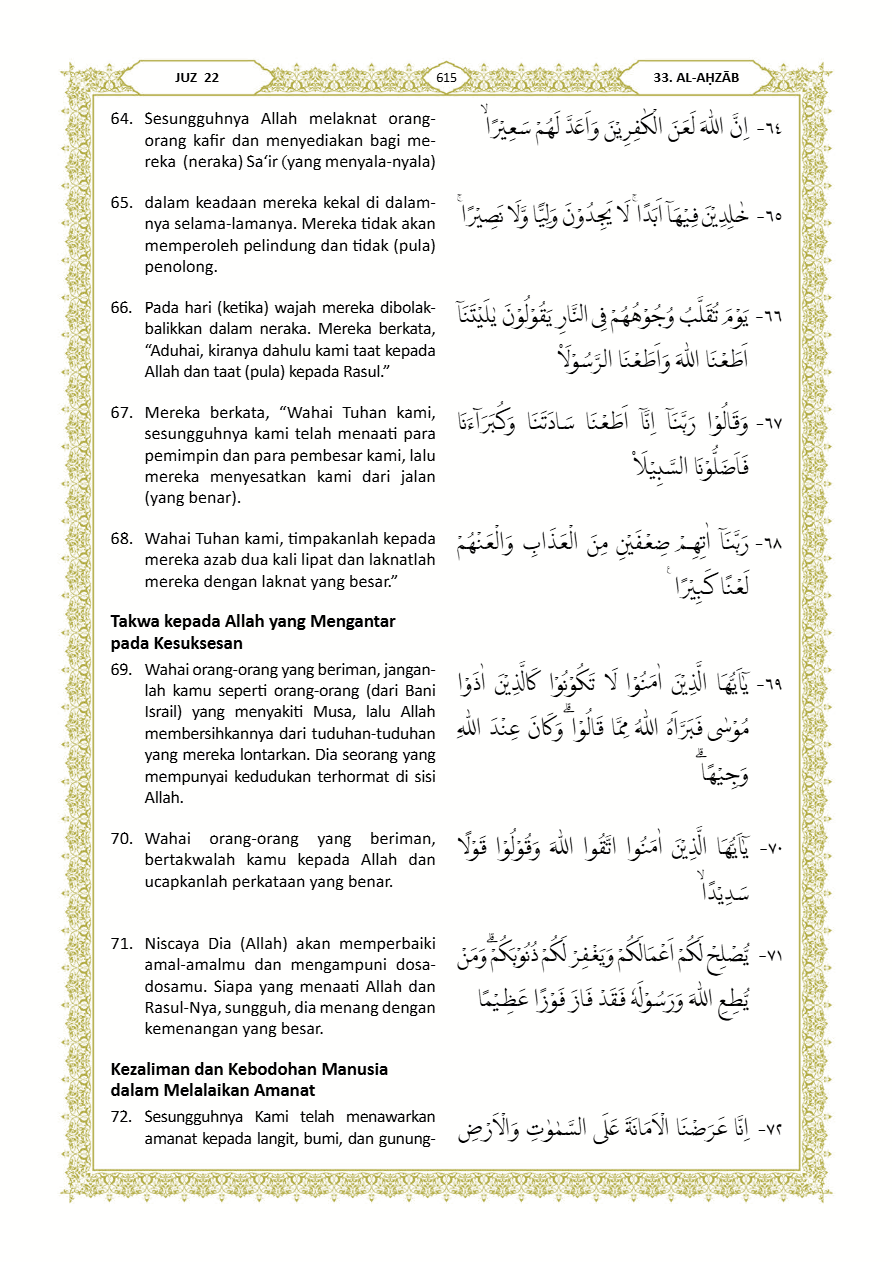 JUZ 22
615
33. AL-AḤZĀB
64. Sesungguhnya Allah melaknat orang-
orang kafir dan menyediakan bagi me-
reka (neraka) Sa‘ir (yang menyala-nyala)
٦٤- اِنَّ اللّٰهَ لَعَنَ الْكٰفِرِيْنَ وَاَعَدَّ لَهُمْ سَعِيْرًاۙ
65. dalam keadaan mereka kekal di dalam-
nya selama-lamanya. Mereka tidak akan
memperoleh pelindung dan tidak (pula)
penolong.
٦٥- خٰلِدِيْنَ فِيْهَآ اَبَدًاۚ لَا يَجِدُوْنَ وَلِيًّا وَّلَا نَصِيْرًاۚ
66. Pada hari (ketika) wajah mereka dibolak-
balikkan dalam neraka. Mereka berkata,
“Aduhai, kiranya dahulu kami taat kepada
Allah dan taat (pula) kepada Rasul.”
٦٦- يَوْمَ تُقَلَّبُ وُجُوْهُهُمْ فِى النَّارِ يَقُوْلُوْنَ يٰلَيْتَنَآ
اَطَعْنَا اللّٰهَ وَاَطَعْنَا الرَّسُوْلَا۠
67. Mereka berkata, “Wahai Tuhan kami,
sesungguhnya kami telah menaati para
pemimpin dan para pembesar kami, lalu
mereka menyesatkan kami dari jalan
(yang benar).
٦٧- وَقَالُوْا رَبَّنَآ اِنَّآ اَطَعْنَا سَادَتَنَا وَكُبَرَاۤءَنَا
فَاَضَلُّوْنَا السَّبِيْلَا۠
68. Wahai Tuhan kami, timpakanlah kepada
mereka azab dua kali lipat dan laknatlah
mereka dengan laknat yang besar.”
٦٨- رَبَّنَآ اٰتِهِمْ ضِعْفَيْنِ مِنَ الْعَذَابِ وَالْعَنْهُمْ
لَعْنًا كَبِيْرًا ࣖ
Takwa kepada Allah yang Mengantar
pada Kesuksesan
69. Wahai orang-orang yang beriman, jangan-
lah kamu seperti orang-orang (dari Bani
Israil) yang menyakiti Musa, lalu Allah
membersihkannya dari tuduhan-tuduhan
yang mereka lontarkan. Dia seorang yang
mempunyai kedudukan terhormat di sisi
Allah.
٦٩- يٰٓاَيُّهَا الَّذِيْنَ اٰمَنُوْا لَا تَكُوْنُوْا كَالَّذِيْنَ اٰذَوْا
مُوْسٰى فَبَرَّاَهُ اللّٰهُ مِمَّا قَالُوْاۗ وَكَانَ عِنْدَ اللّٰهِ
وَجِيْهًاۗ
70. Wahai orang-orang yang beriman,
bertakwalah kamu kepada Allah dan
ucapkanlah perkataan yang benar.
٧٠- يٰٓاَيُّهَا الَّذِيْنَ اٰمَنُوا اتَّقُوا اللّٰهَ وَقُوْلُوْا قَوْلًا
سَدِيْدًاۙ
71. Niscaya Dia (Allah) akan memperbaiki
amal-amalmu dan mengampuni dosa-
dosamu. Siapa yang menaati Allah dan
Rasul-Nya, sungguh, dia menang dengan
kemenangan yang besar.
٧١- يُّصْلِحْ لَكُمْ اَعْمَالَكُمْ وَيَغْفِرْ لَكُمْ ذُنُوْبَكُمْۗ وَمَنْ
يُّطِعِ اللّٰهَ وَرَسُوْلَهٗ فَقَدْ فَازَ فَوْزًا عَظِيْمًا
Kezaliman dan Kebodohan Manusia
dalam Melalaikan Amanat
72. Sesungguhnya Kami telah menawarkan
amanat kepada langit, bumi, dan gunung-
٧٢- اِنَّا عَرَضْنَا الْاَمَانَةَ عَلَى السَّمٰوٰتِ وَالْاَرْضِ